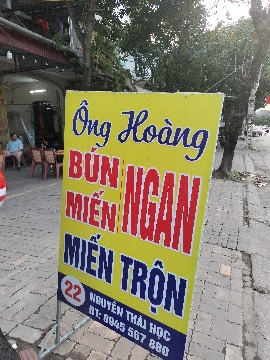 Ông Hoàng
BÚN NGAN
MIẾN
MIẾN TRỘN
22 NGUYỄN THÁI HỌC
ĐT: 0945 567 880